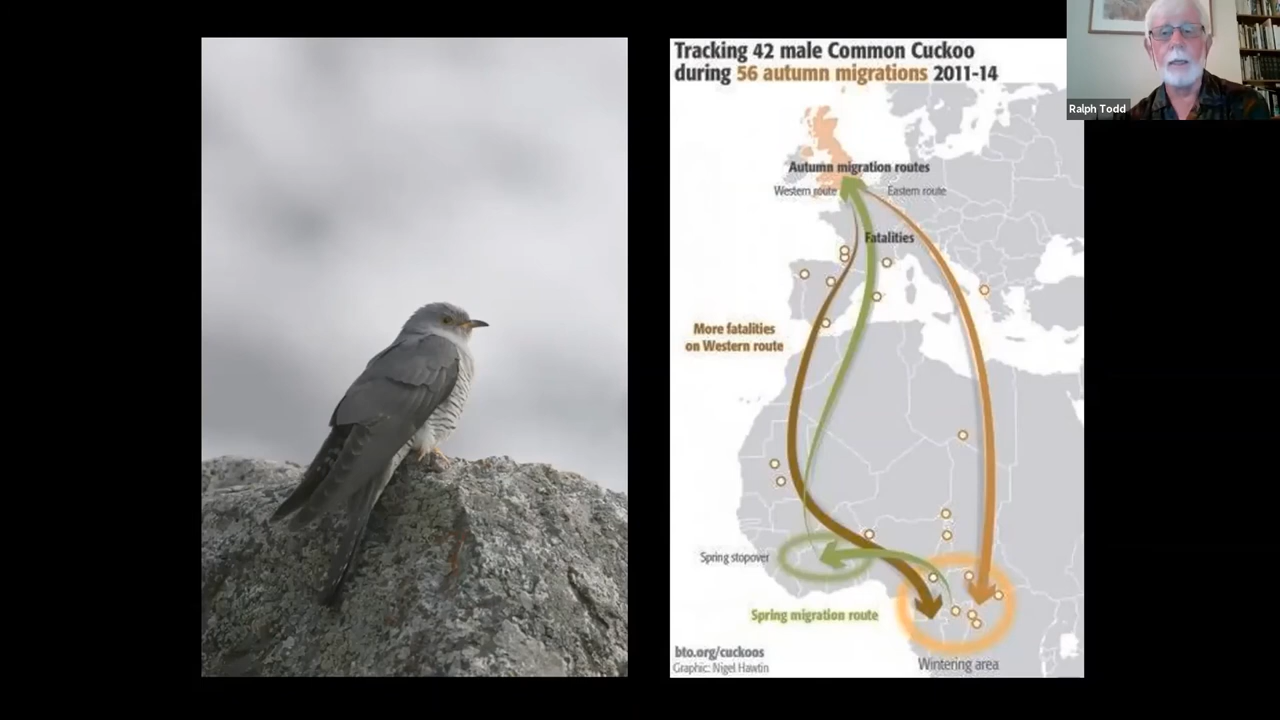 Tracking 42 male Common Cuckoo
during 56 autumn migrations 2011-14
Ralph Todd
Autumn migration routes
Western route
Eastern route
Fatalities
More fatalities
on Western route
Spring stopover
Spring migration route
bto.org/cuckoos
Graphic: Nigel Hawtin
Wintering area